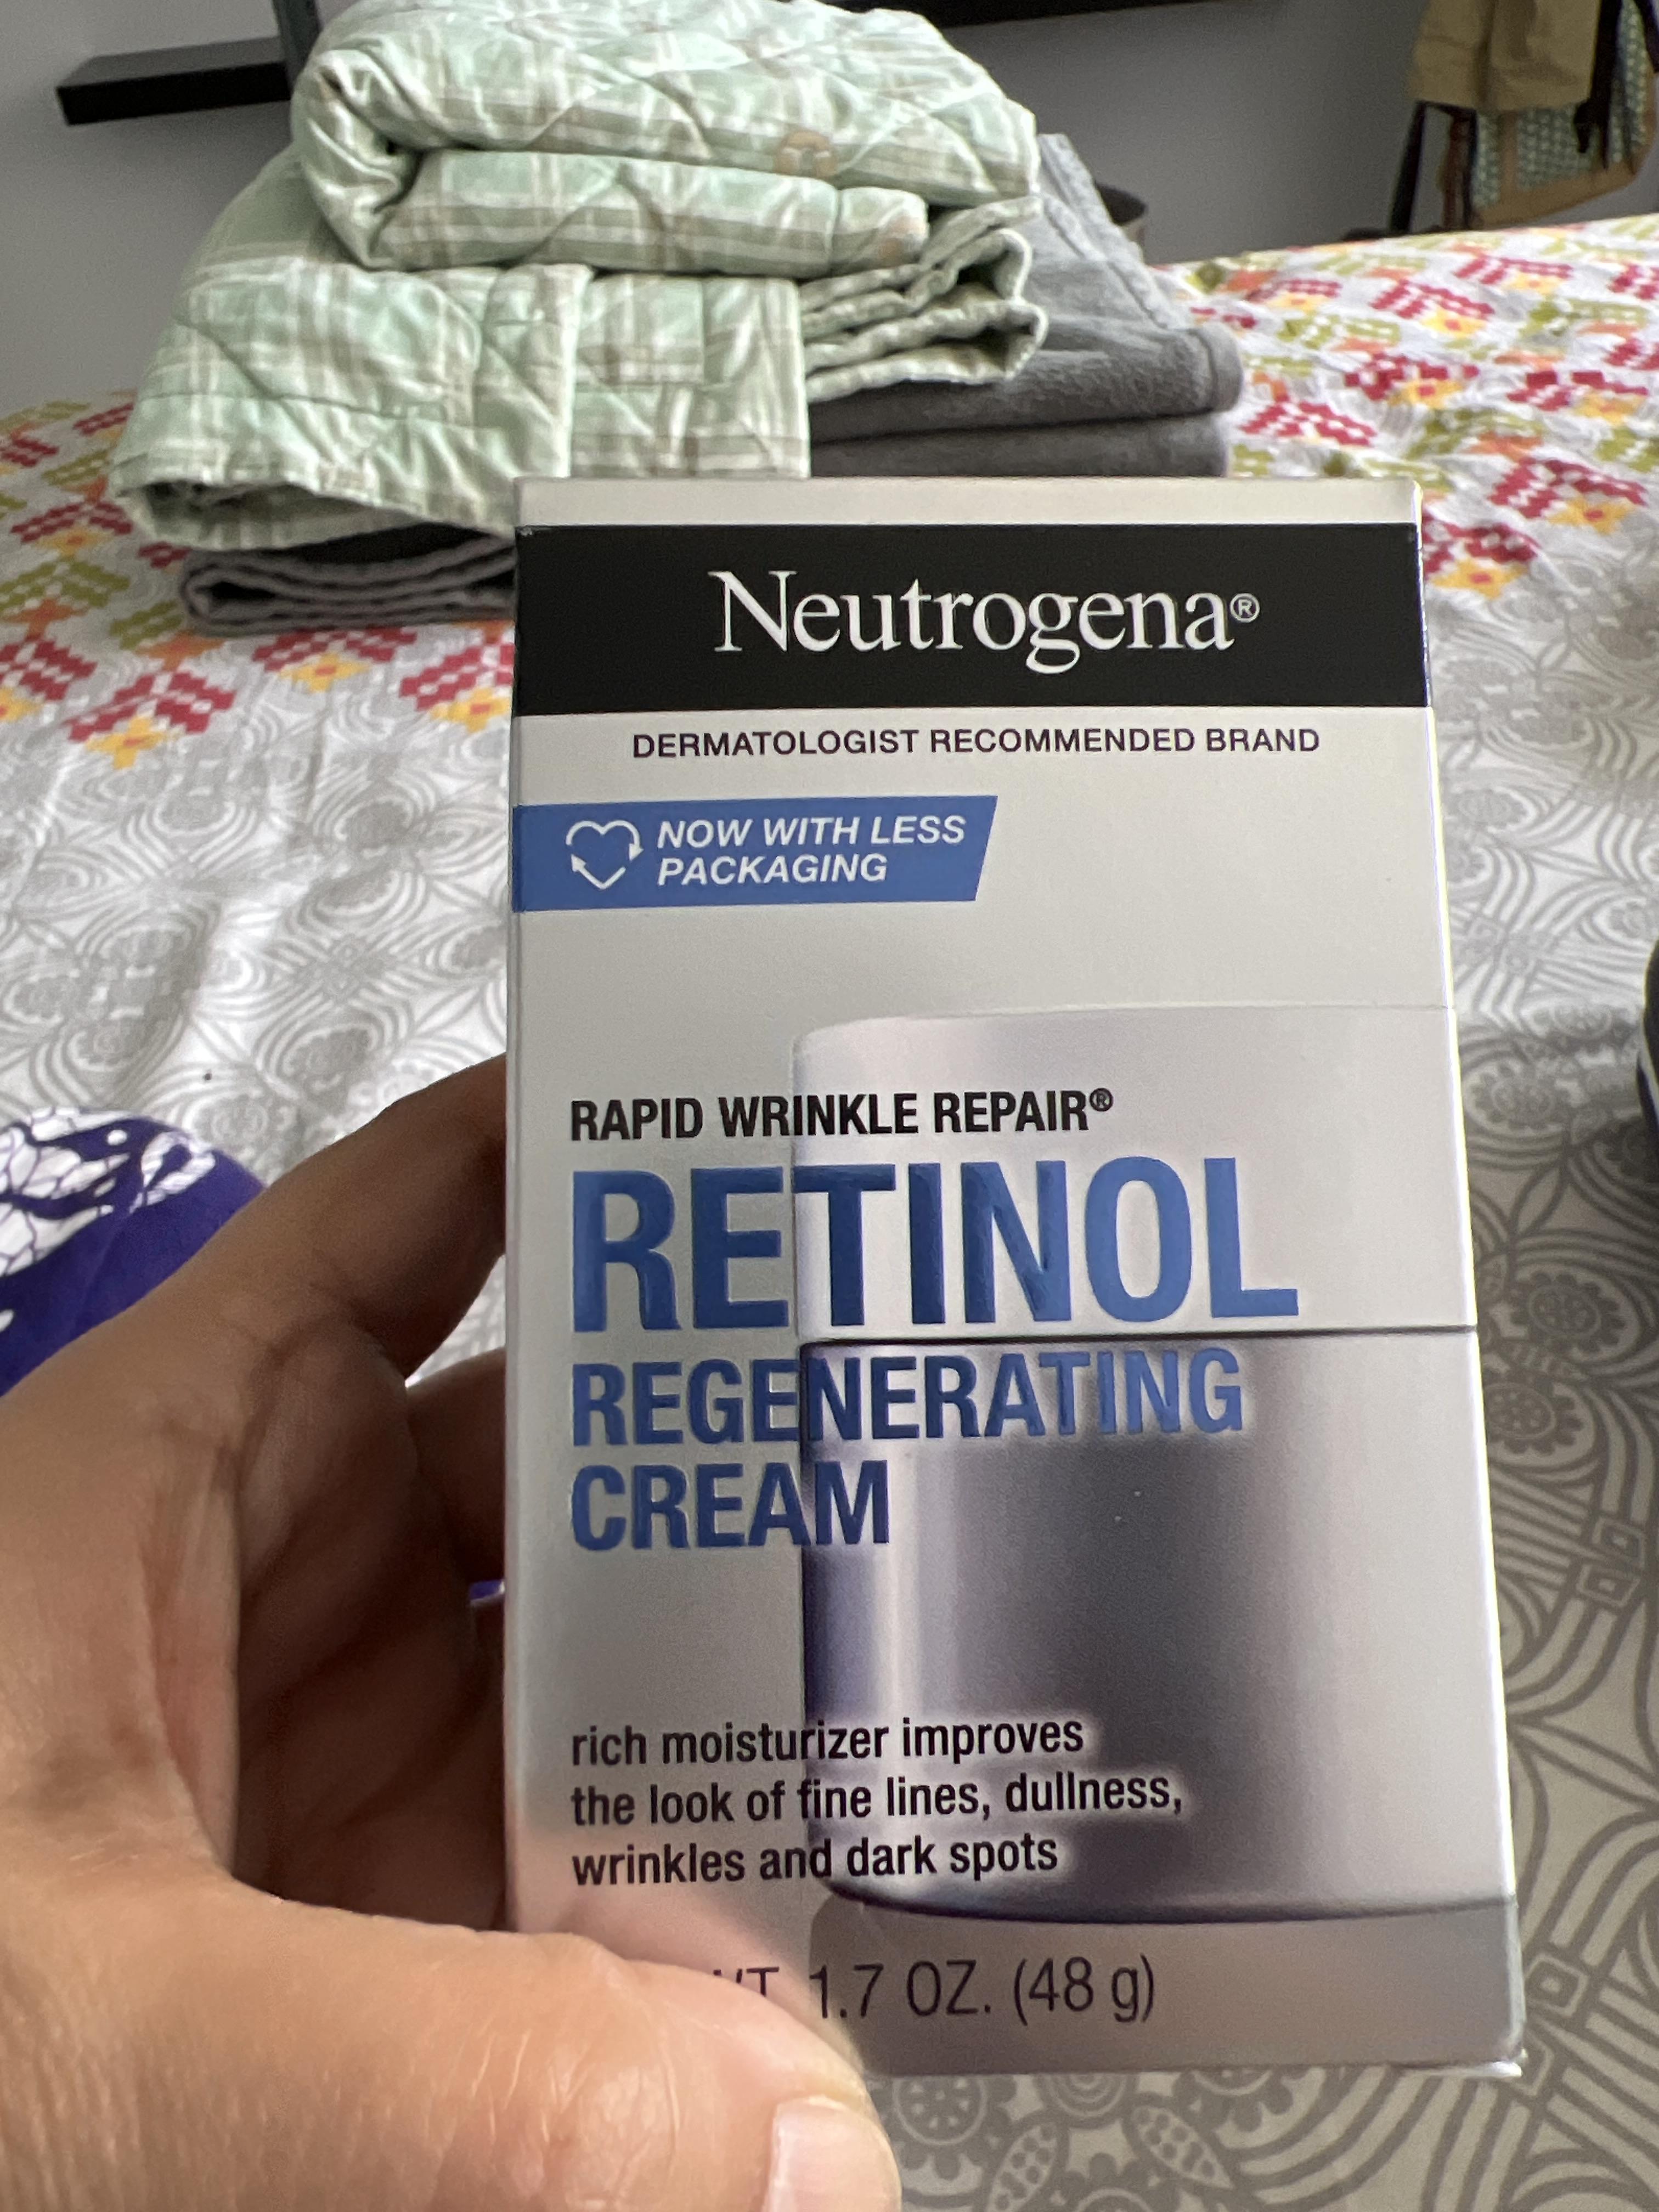 Neutrogena®
DERMATOLOGIST RECOMMENDED BRAND
NOW WITH LESS
PACKAGING
RAPID WRINKLE REPAIR®
RETINOL
REGENERATING
CREAM
rich moisturizer improves
the look of fine lines, dullness,
wrinkles and dark spots
1.7 OZ. (48 g)